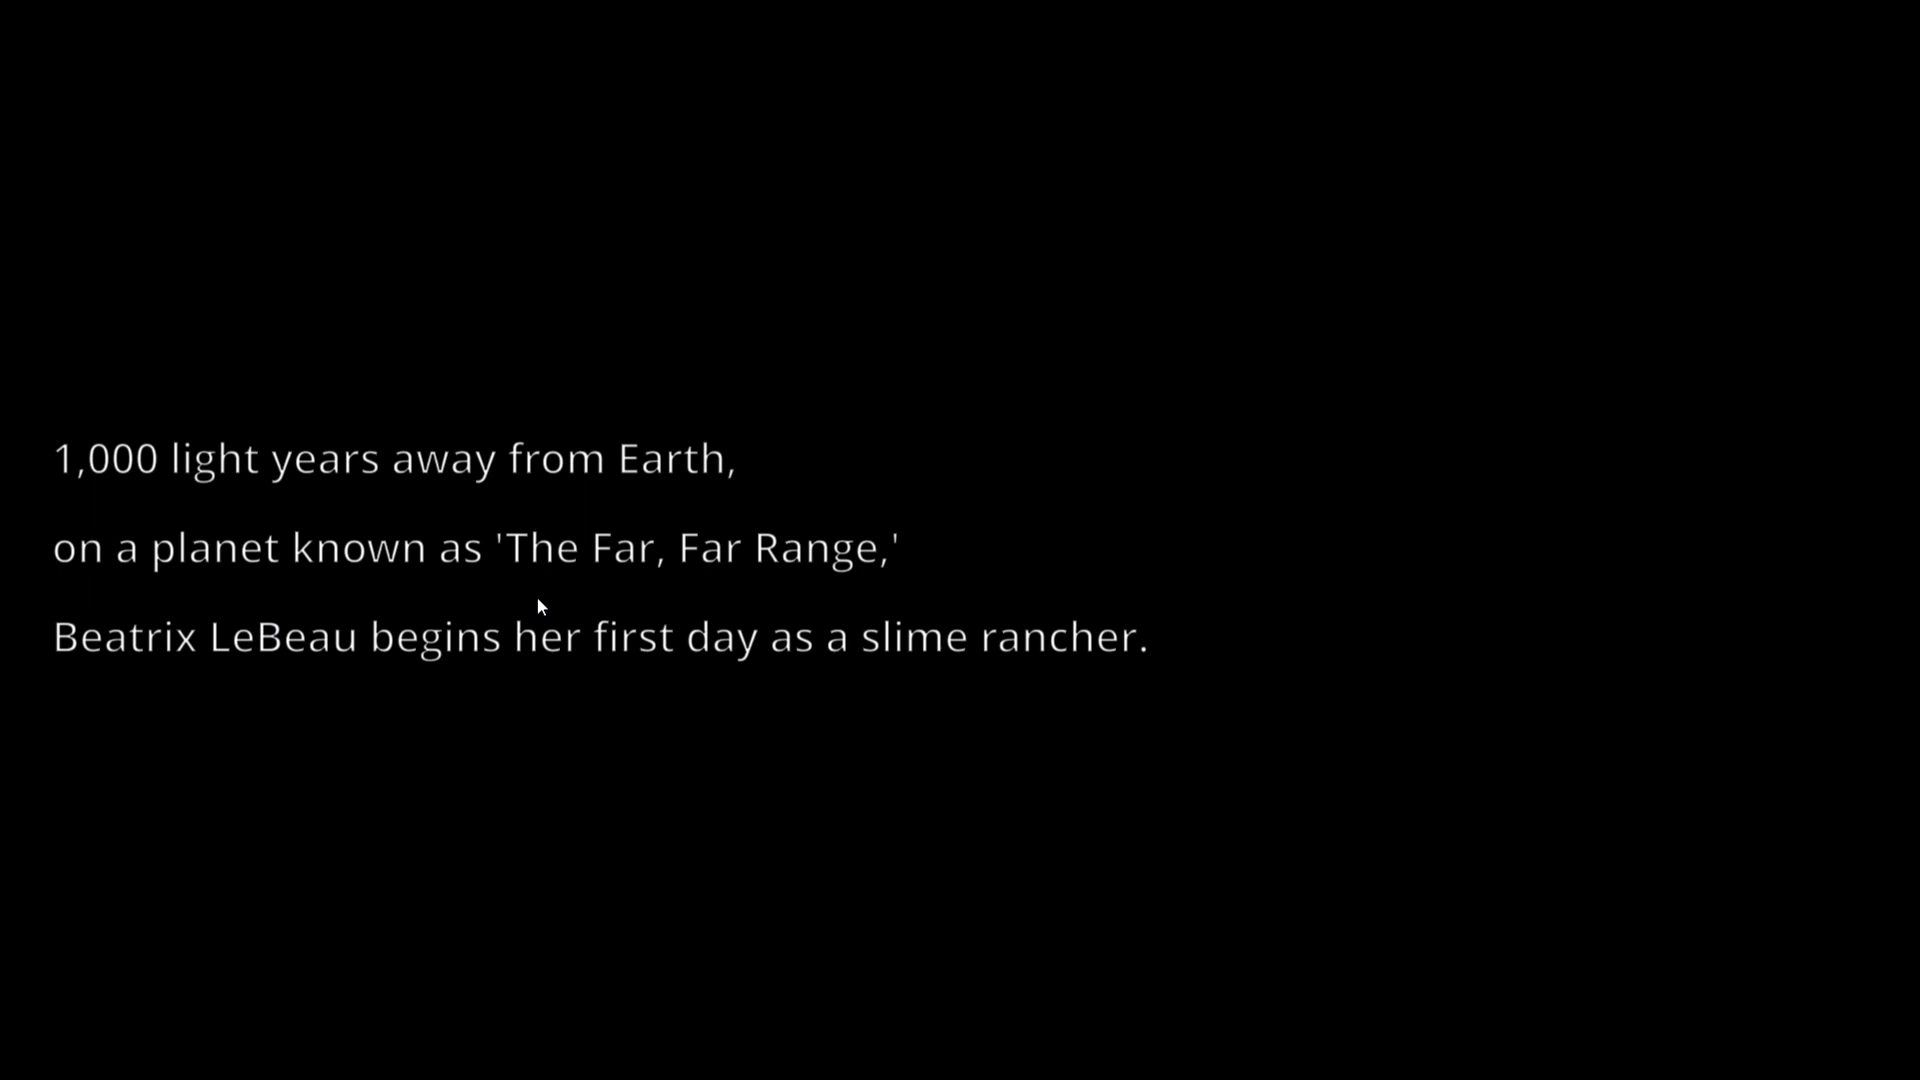 1,000 light years away from Earth,
on a planet known as 'The Far, Far Range,'
Beatrix LeBeau begins her first day as a slime rancher.